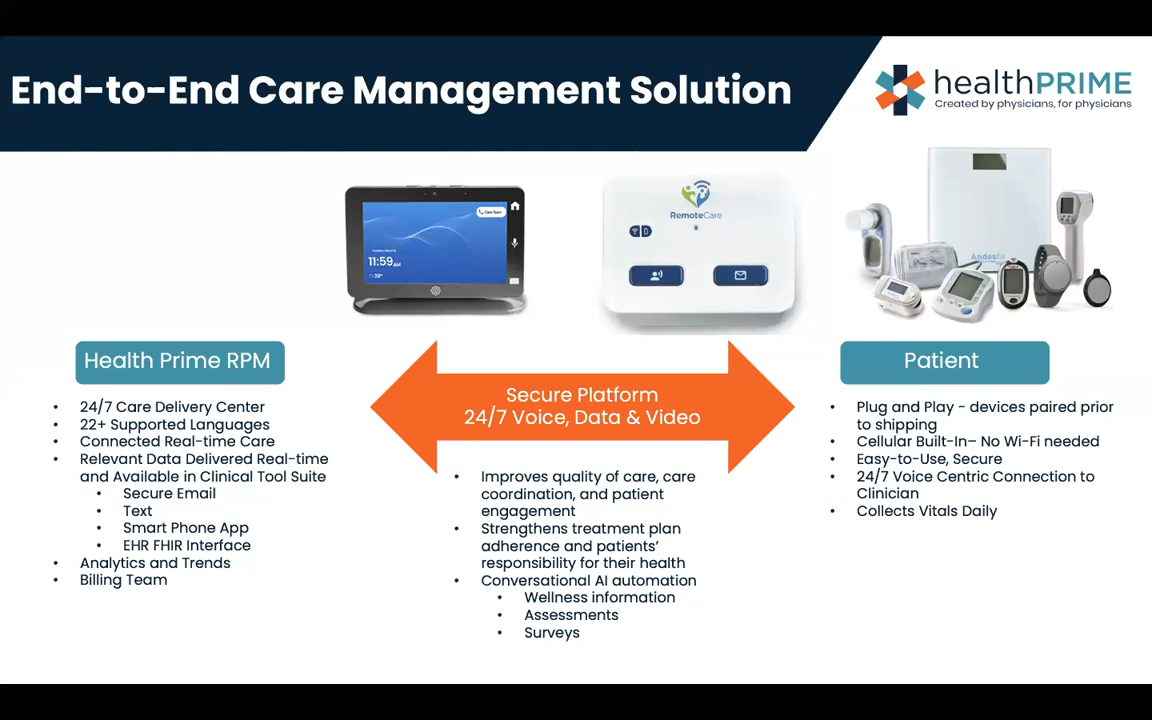 End-to-End Care Management Solution
healthPRIME
Created by physicians, for physicians
Care Team
11:59 AM
RemoteCare
Andesfit
Health Prime RPM
• 24/7 Care Delivery Center
• 22+ Supported Languages
• Connected Real-time Care
• Relevant Data Delivered Real-time
and Available in Clinical Tool Suite
• Secure Email
• Text
• Smart Phone App
• EHR FHIR Interface
• Analytics and Trends
• Billing Team
Secure Platform
24/7 Voice, Data & Video
• Improves quality of care, care
coordination, and patient
engagement
• Strengthens treatment plan
adherence and patients’
responsibility for their health
• Conversational AI automation
• Wellness information
• Assessments
• Surveys
Patient
• Plug and Play - devices paired prior
to shipping
• Cellular Built-In– No Wi-Fi needed
• Easy-to-Use, Secure
• 24/7 Voice Centric Connection to
Clinician
• Collects Vitals Daily